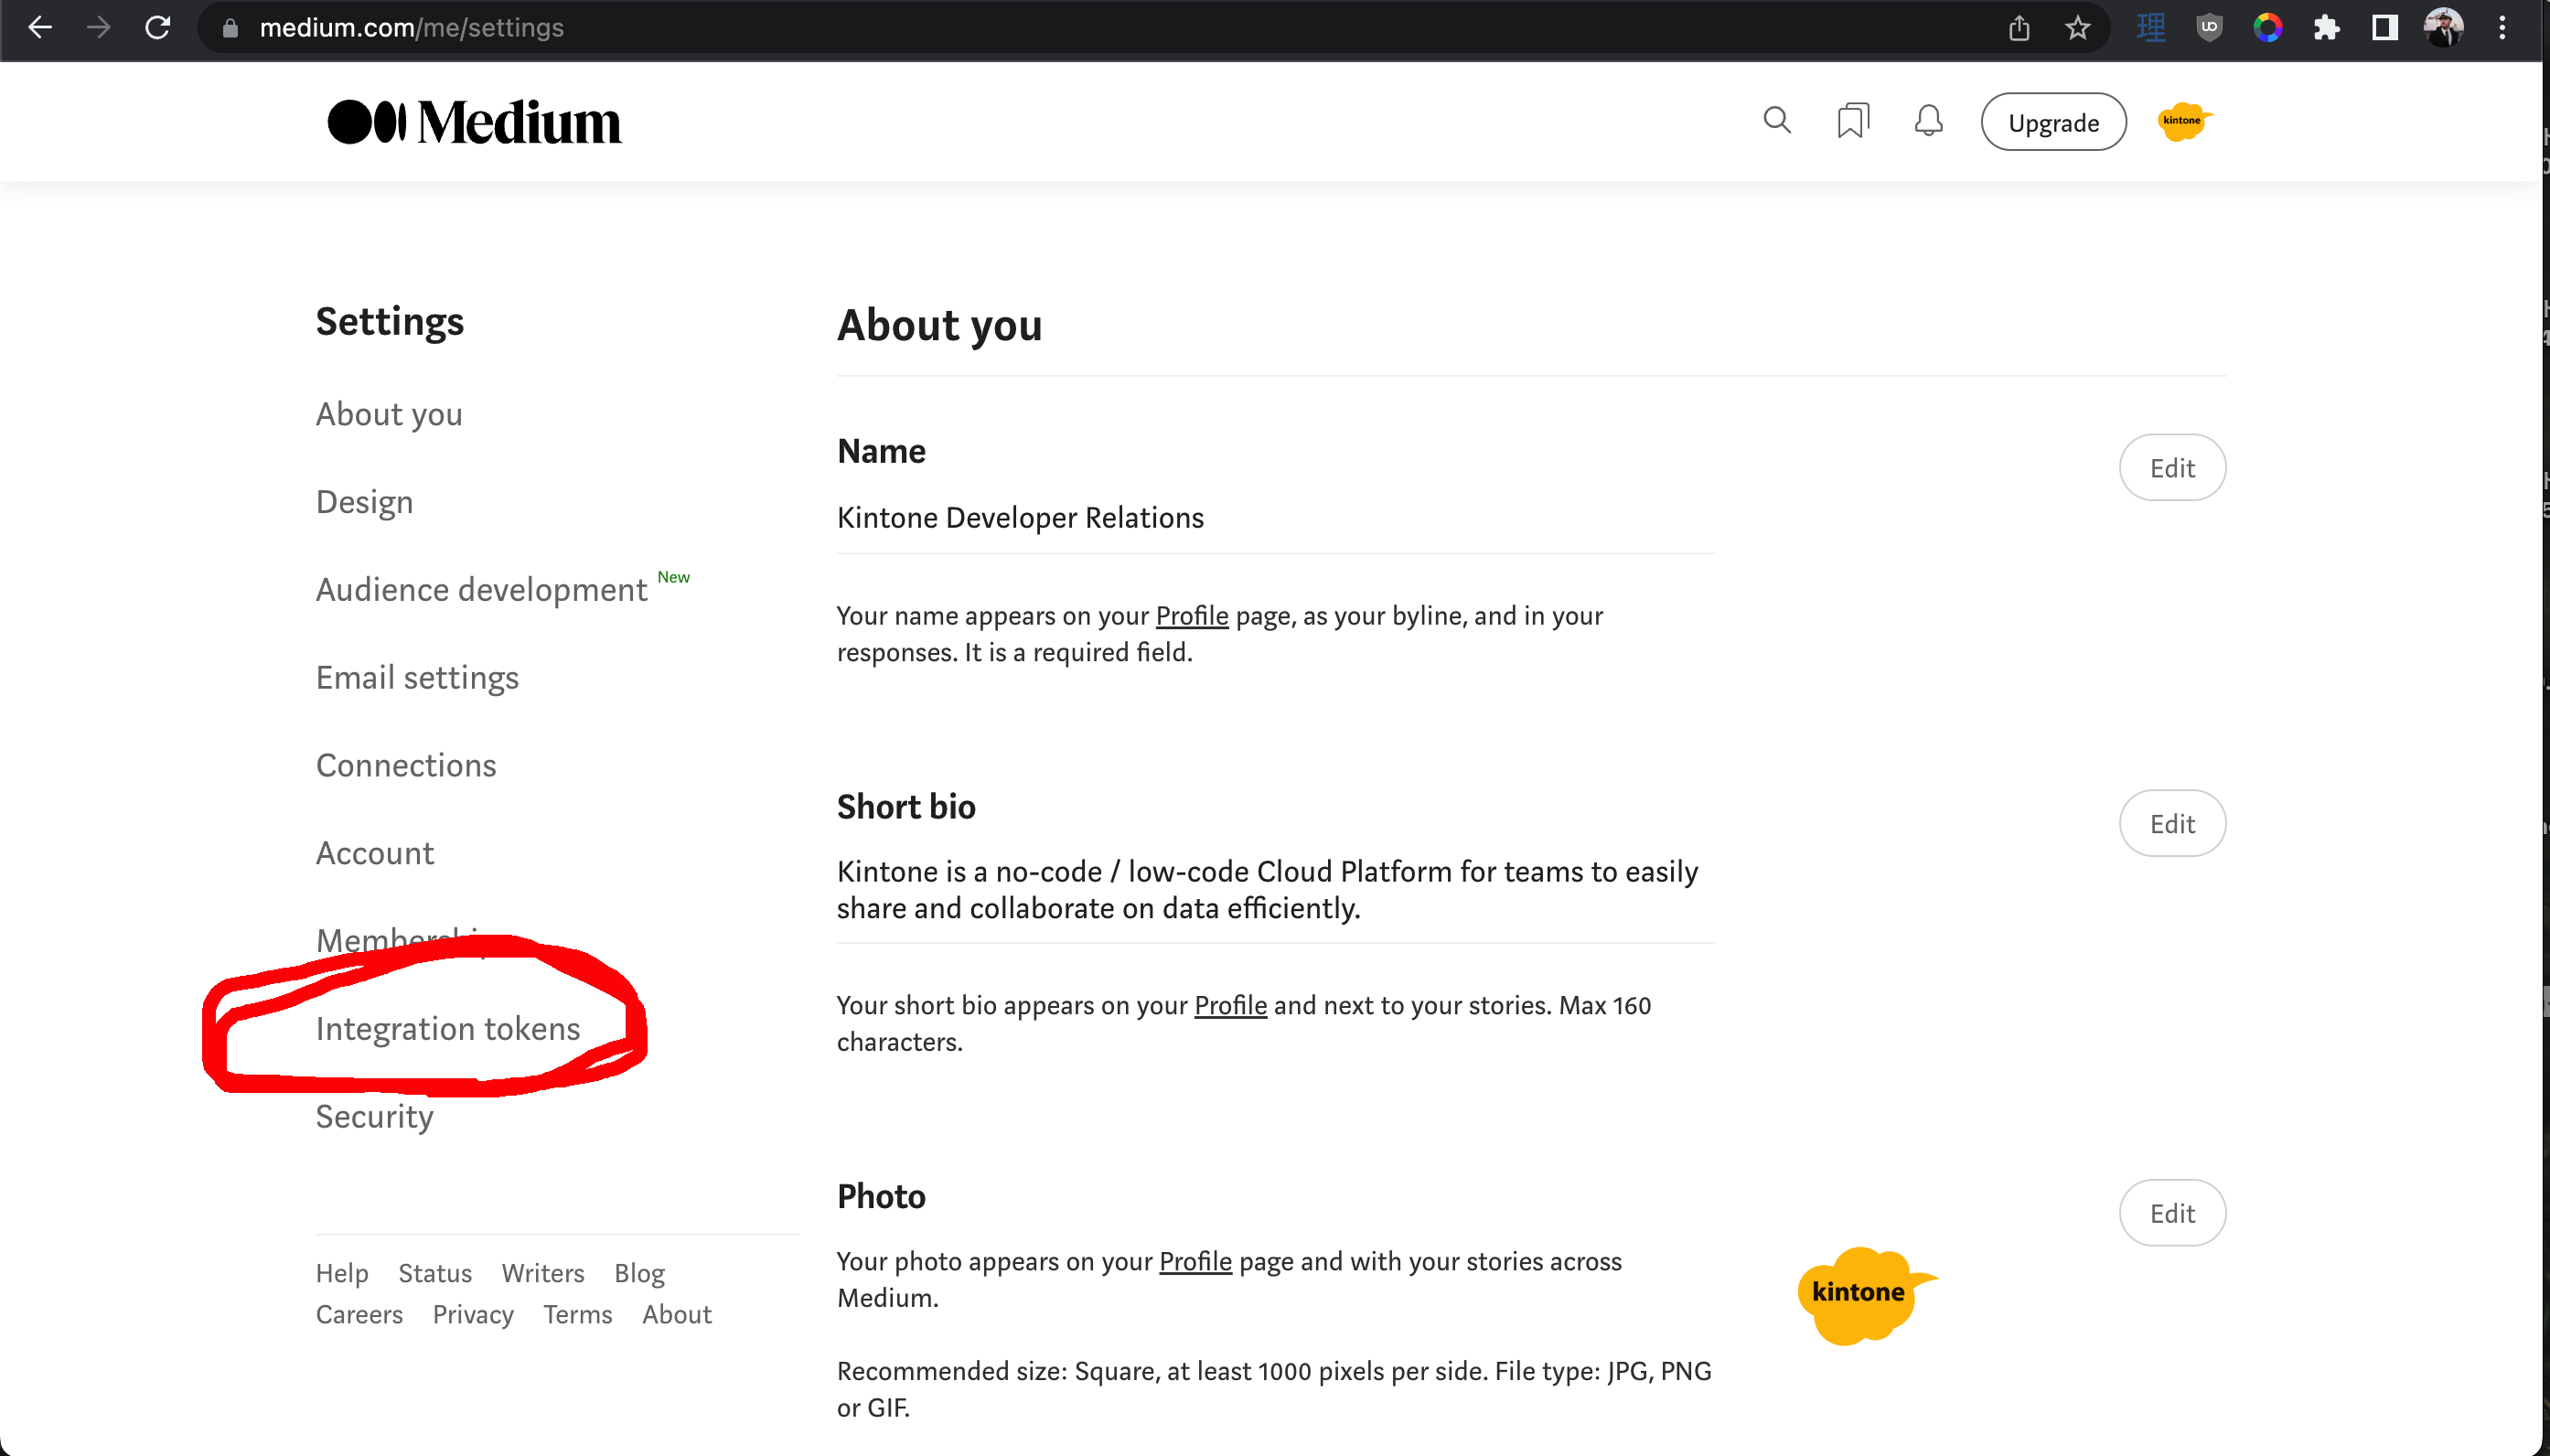 medium.com/me/settings
理
Medium
Upgrade
kintone
Settings
About you
Design
Audience development New
Email settings
Connections
Account
Integration tokens
Security
Help Status Writers Blog
Careers Privacy Terms About
About you
Name
Edit
Kintone Developer Relations
Your name appears on your Profile page, as your byline, and in your
responses. It is a required field.
Short bio
Edit
Kintone is a no-code / low-code Cloud Platform for teams to easily
share and collaborate on data efficiently.
Your short bio appears on your Profile and next to your stories. Max 160
characters.
Photo
Edit
Your photo appears on your Profile page and with your stories across
Medium.
kintone
Recommended size: Square, at least 1000 pixels per side. File type: JPG, PNG
or GIF.